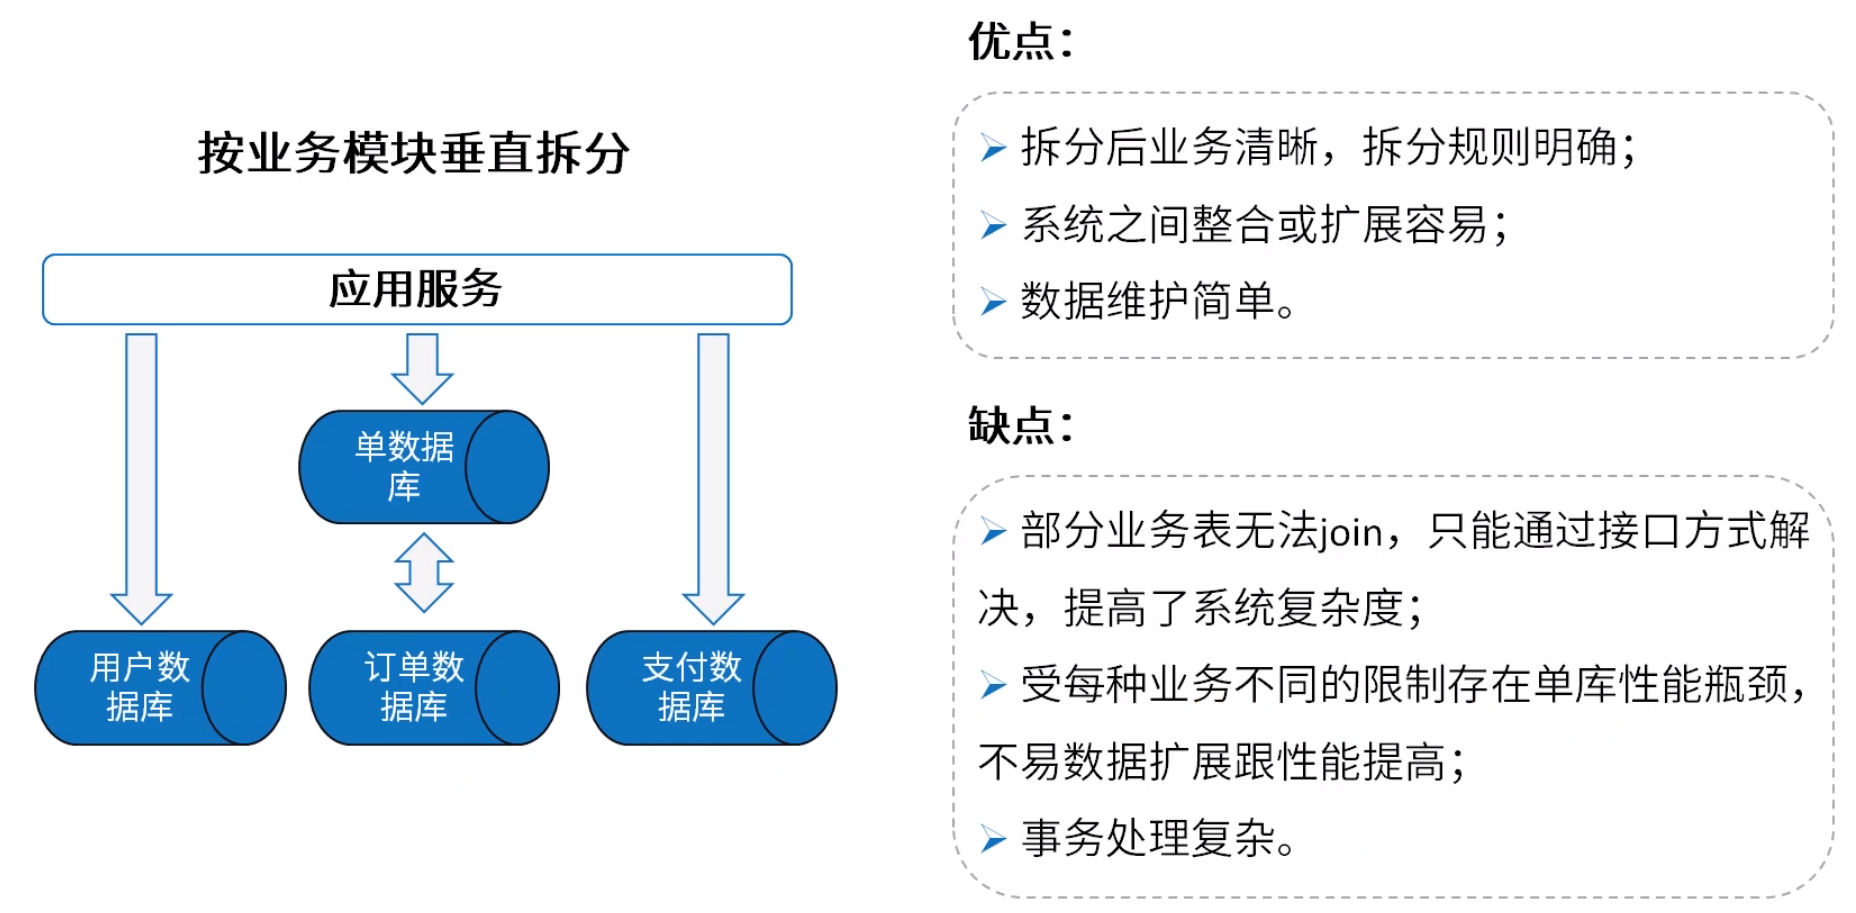 按业务模块垂直拆分
应用服务
单数据
库
用户数
据库
订单数
据库
支付数
据库
优点：
拆分后业务清晰，拆分规则明确；
系统之间整合或扩展容易；
数据维护简单。
缺点：
部分业务表无法join，只能通过接口方式解
决，提高了系统复杂度；
受每种业务不同的限制存在单库性能瓶颈，
不易数据扩展跟性能提高；
事务处理复杂。